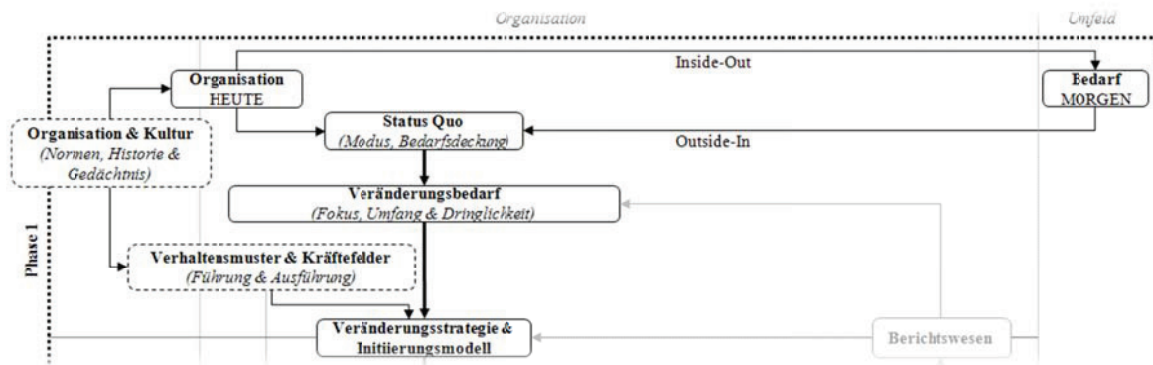 Organisation
Umfeld
Inside-Out
Organisation
HEUTE
Bedarf
M0RGEN
Organisation & Kultur
(Normen, Historie &
Gedächtnis)
Status Quo
(Modus, Bedarfsdeckung)
Outside-In
Veränderungsbedarf
(Fokus, Umfang & Dringlichkeit)
Phase 1
Verhaltensmuster & Kräftefelder
(Führung & Ausführung)
Veränderungsstrategie &
Initiierungsmodell
Berichtswesen